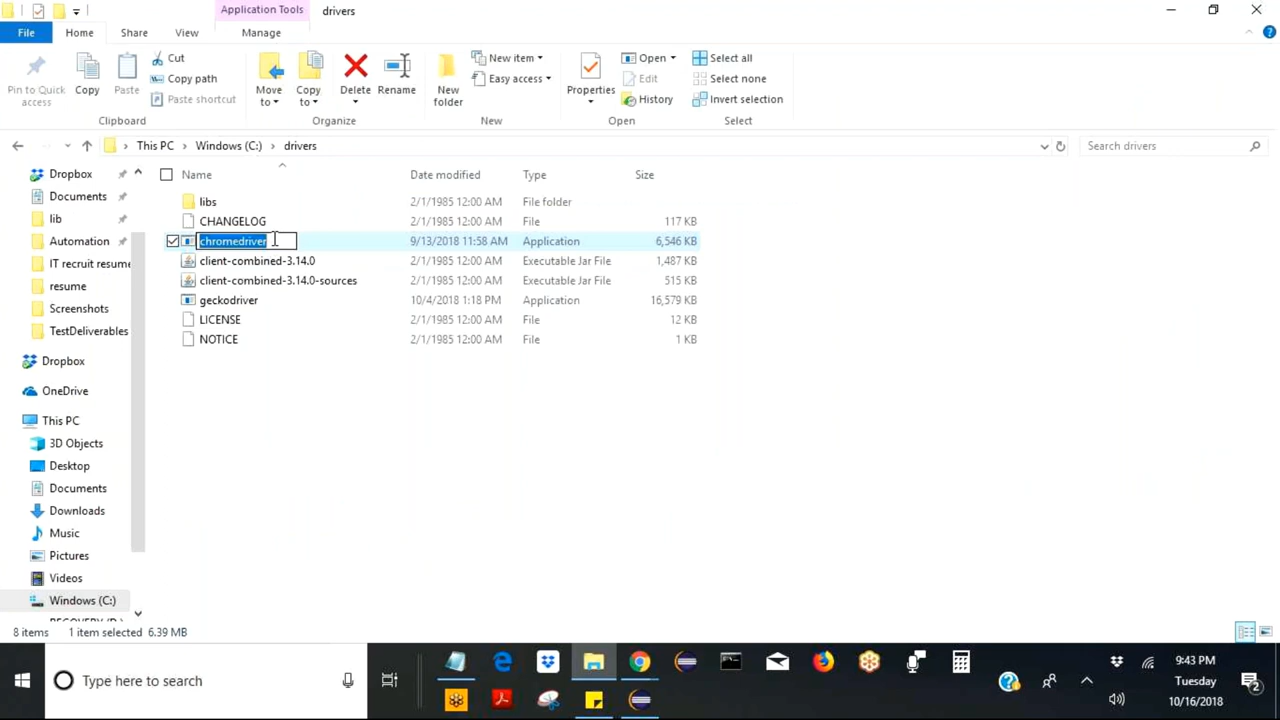 Application Tools
drivers
File
Home
Share
View
Manage
Pin to Quick access
Copy
Paste
Cut
Copy path
Paste shortcut
Clipboard
Move to
Copy to
Delete
Rename
Organize
New folder
New item
Easy access
New
Properties
Open
Edit
History
Open
Select all
Select none
Invert selection
Select
This PC > Windows (C:) > drivers
Search drivers
Name Date modified Type Size
libs 2/1/1985 12:00 AM File folder
CHANGELOG 2/1/1985 12:00 AM File 117 KB
chromedriver 9/13/2018 11:58 AM Application 6,546 KB
client-combined-3.14.0 2/1/1985 12:00 AM Executable Jar File 1,487 KB
client-combined-3.14.0-sources 2/1/1985 12:00 AM Executable Jar File 515 KB
geckodriver 10/4/2018 1:18 PM Application 16,579 KB
LICENSE 2/1/1985 12:00 AM File 12 KB
NOTICE 2/1/1985 12:00 AM File 1 KB
Dropbox
Documents
lib
Automation
IT recruit resume
resume
Screenshots
TestDeliverables
Dropbox
OneDrive
This PC
3D Objects
Desktop
Documents
Downloads
Music
Pictures
Videos
Windows (C:)
8 items 1 item selected 6.39 MB
Type here to search
9:43 PM
Tuesday
10/16/2018
2